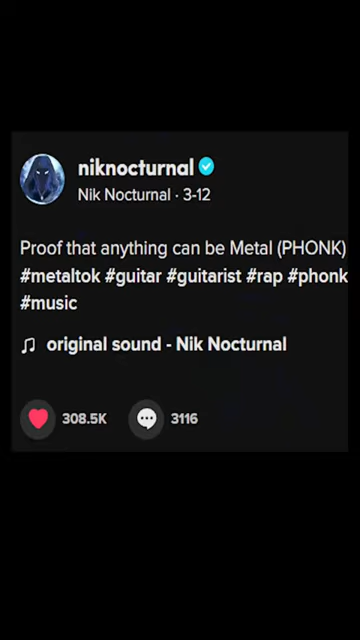 niknocturnal
Nik Nocturnal · 3-12
Proof that anything can be Metal (PHONK)
#metaltok #guitar #guitarist #rap #phonk
#music
original sound - Nik Nocturnal
308.5K 3116